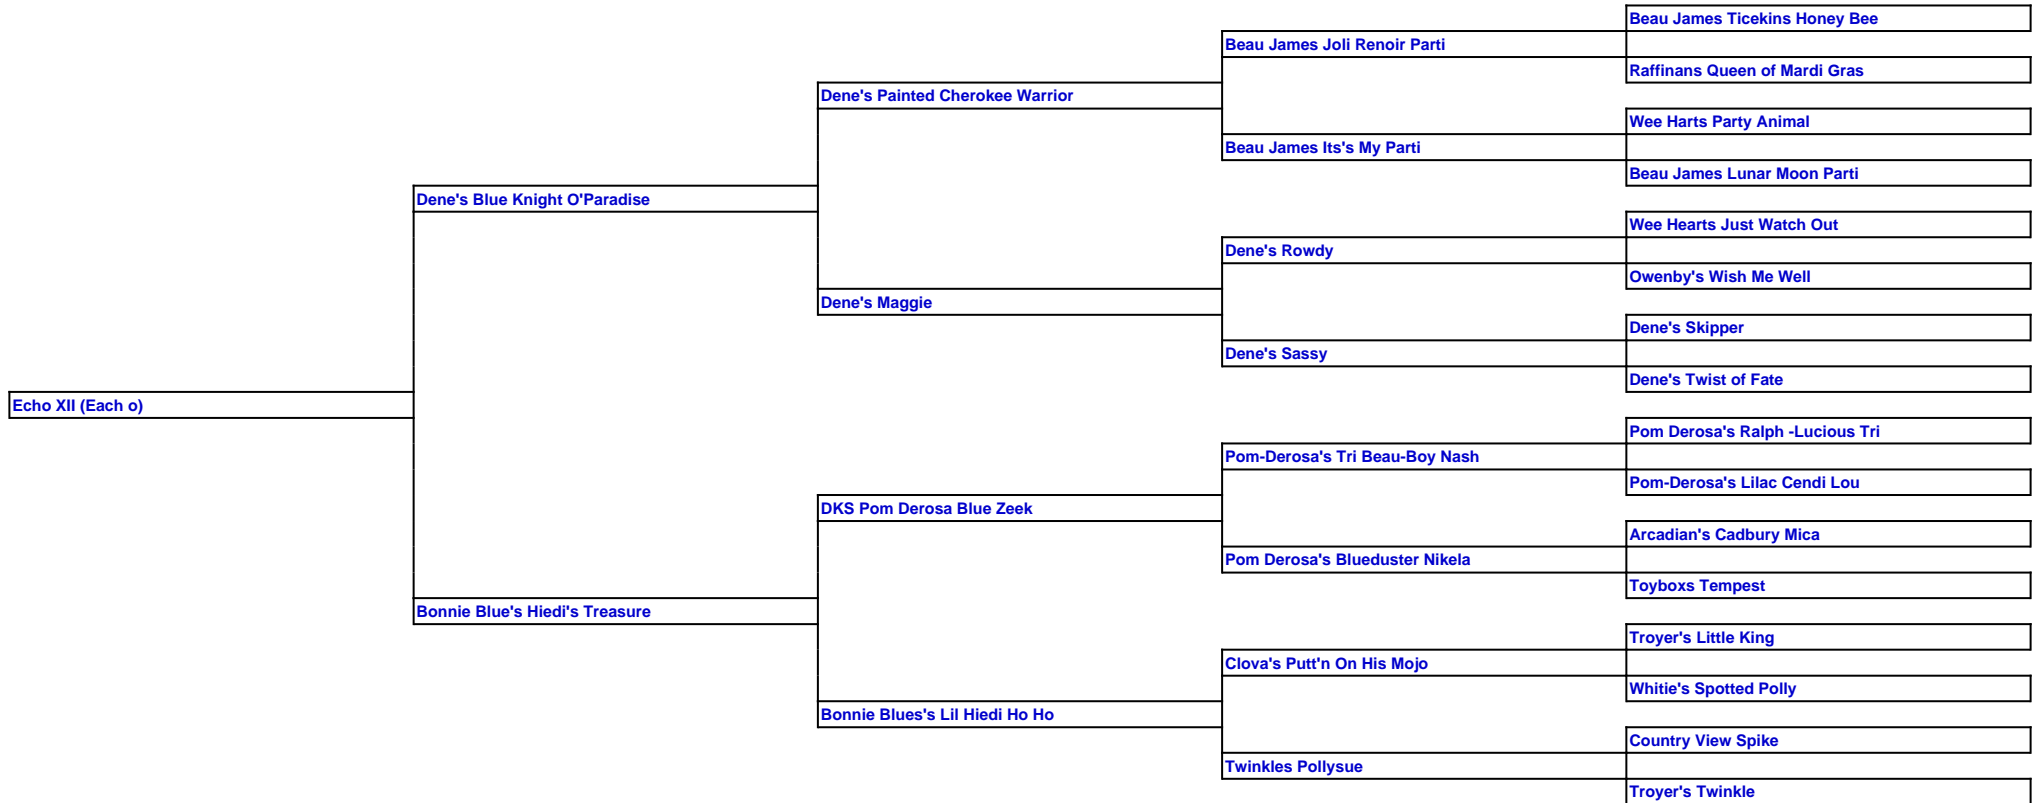 Beau James Ticekins Honey Bee
Beau James Joli Renoir Parti
Raffinans Queen of Mardi Gras
Dene's Painted Cherokee Warrior
Wee Harts Party Animal
Beau James Its's My Parti
Beau James Lunar Moon Parti
Dene's Blue Knight O'Paradise
Wee Hearts Just Watch Out
Dene's Rowdy
Owenby's Wish Me Well
Dene's Maggie
Dene's Skipper
Dene's Sassy
Dene's Twist of Fate
Echo XII (Each o)
Pom Derosa's Ralph -Lucious Tri
Pom-Derosa's Tri Beau-Boy Nash
Pom-Derosa's Lilac Cendi Lou
DKS Pom Derosa Blue Zeek
Arcadian's Cadbury Mica
Pom Derosa's Blueduster Nikela
Toyboxs Tempest
Bonnie Blue's Hiedi's Treasure
Troyer's Little King
Clova's Putt'n On His Mojo
Whitie's Spotted Polly
Bonnie Blues's Lil Hiedi Ho Ho
Country View Spike
Twinkles Pollysue
Troyer's Twinkle